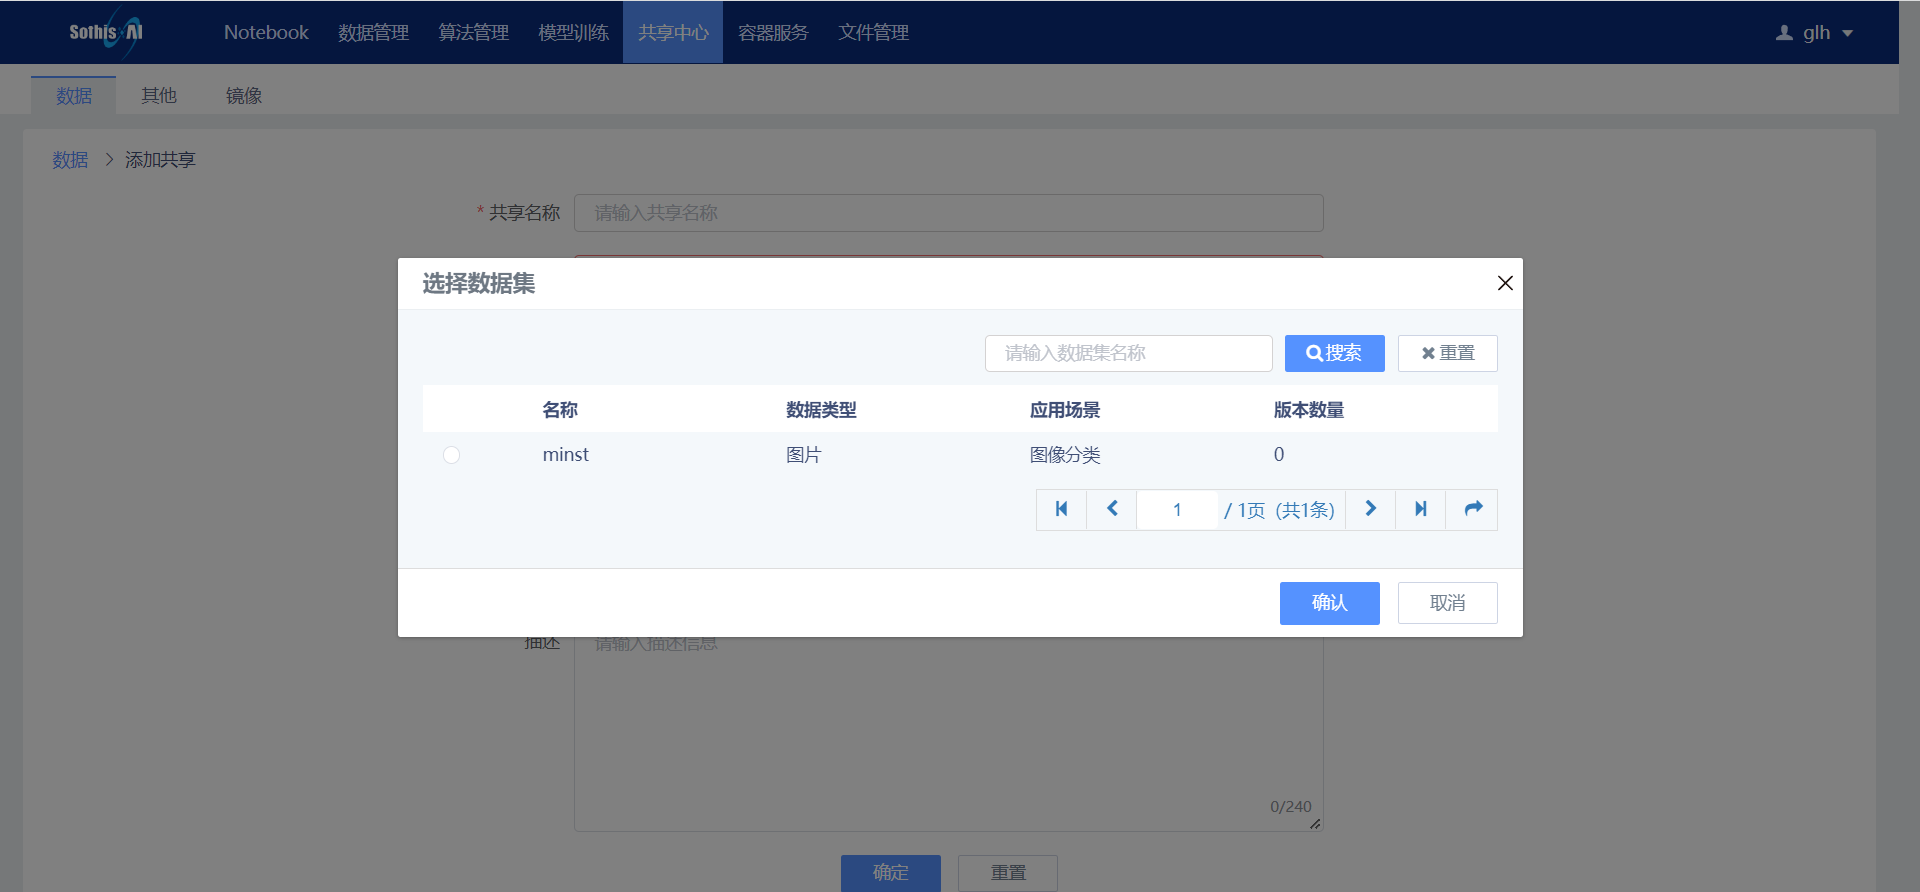 Sothis AI Notebook 数据管理 算法管理 模型训练 共享中心 容器服务 文件管理 glh
数据 其他 镜像
数据 > 添加共享
* 共享名称 请输入共享名称
选择数据集
请输入数据集名称 搜索 重置
名称 数据类型 应用场景 版本数量
minst 图片 图像分类 0
1 / 1页 (共1条)
确认 取消
描述 请输入描述信息
0/240
确定 重置